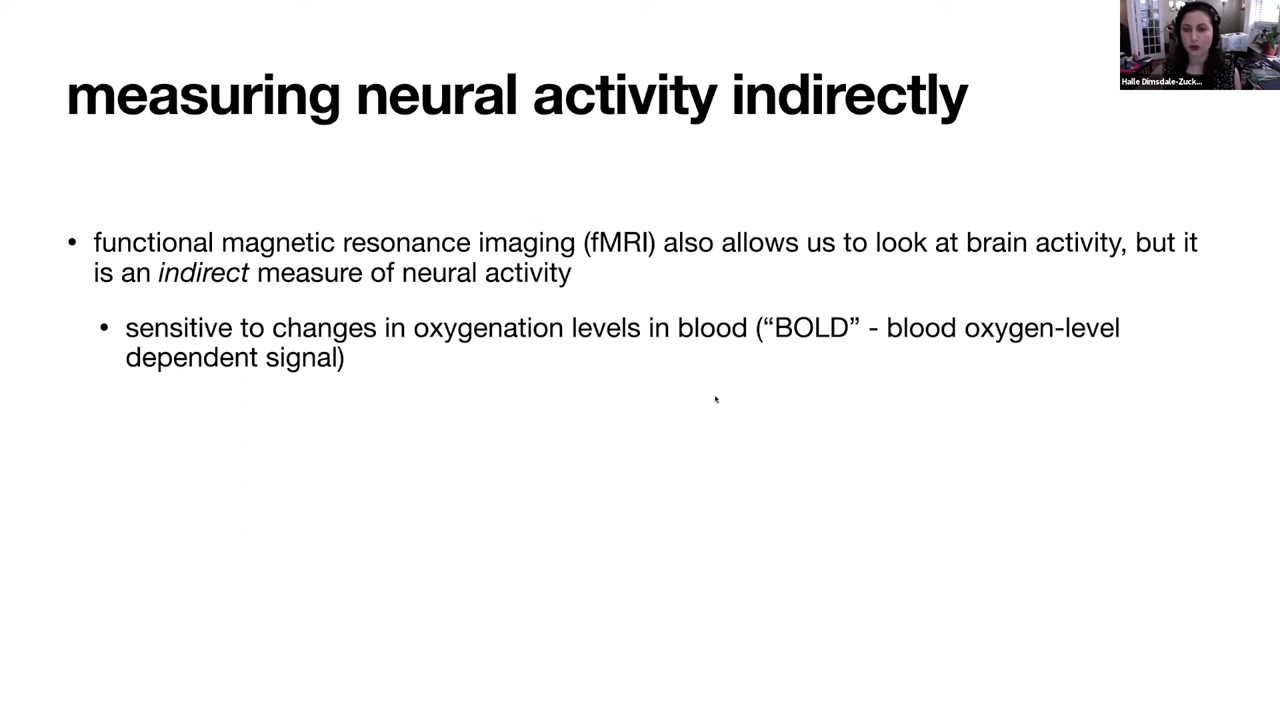 measuring neural activity indirectly
• functional magnetic resonance imaging (fMRI) also allows us to look at brain activity, but it
is an indirect measure of neural activity
• sensitive to changes in oxygenation levels in blood (“BOLD” - blood oxygen-level
dependent signal)
Halle Dimsdale-Zuck...